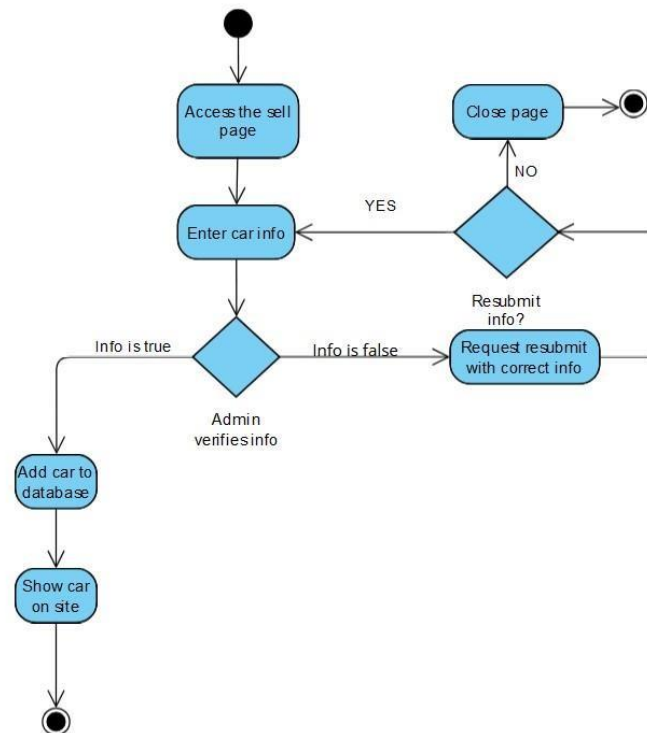 Access the sell
page
Close page
NO
YES
Enter car info
Resubmit
info?
Info is true
Info is false
Request resubmit
with correct info
Admin
verifies info
Add car to
database
Show car
on site